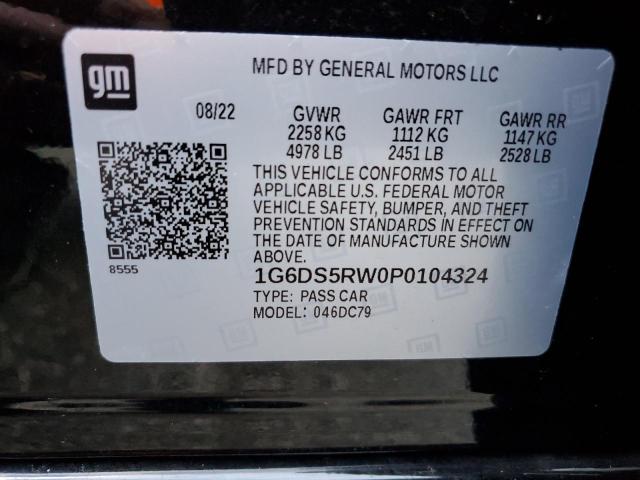 gm
MFD BY GENERAL MOTORS LLC
08/22 GVWR GAWR FRT GAWR RR
2258 KG 1112 KG 1147 KG
4978 LB 2451 LB 2528 LB
THIS VEHICLE CONFORMS TO ALL
APPLICABLE U.S. FEDERAL MOTOR
VEHICLE SAFETY, BUMPER, AND THEFT
PREVENTION STANDARDS IN EFFECT ON
THE DATE OF MANUFACTURE SHOWN
ABOVE.
8555
1G6DS5RW0P0104324
TYPE: PASS CAR
MODEL: 046DC79